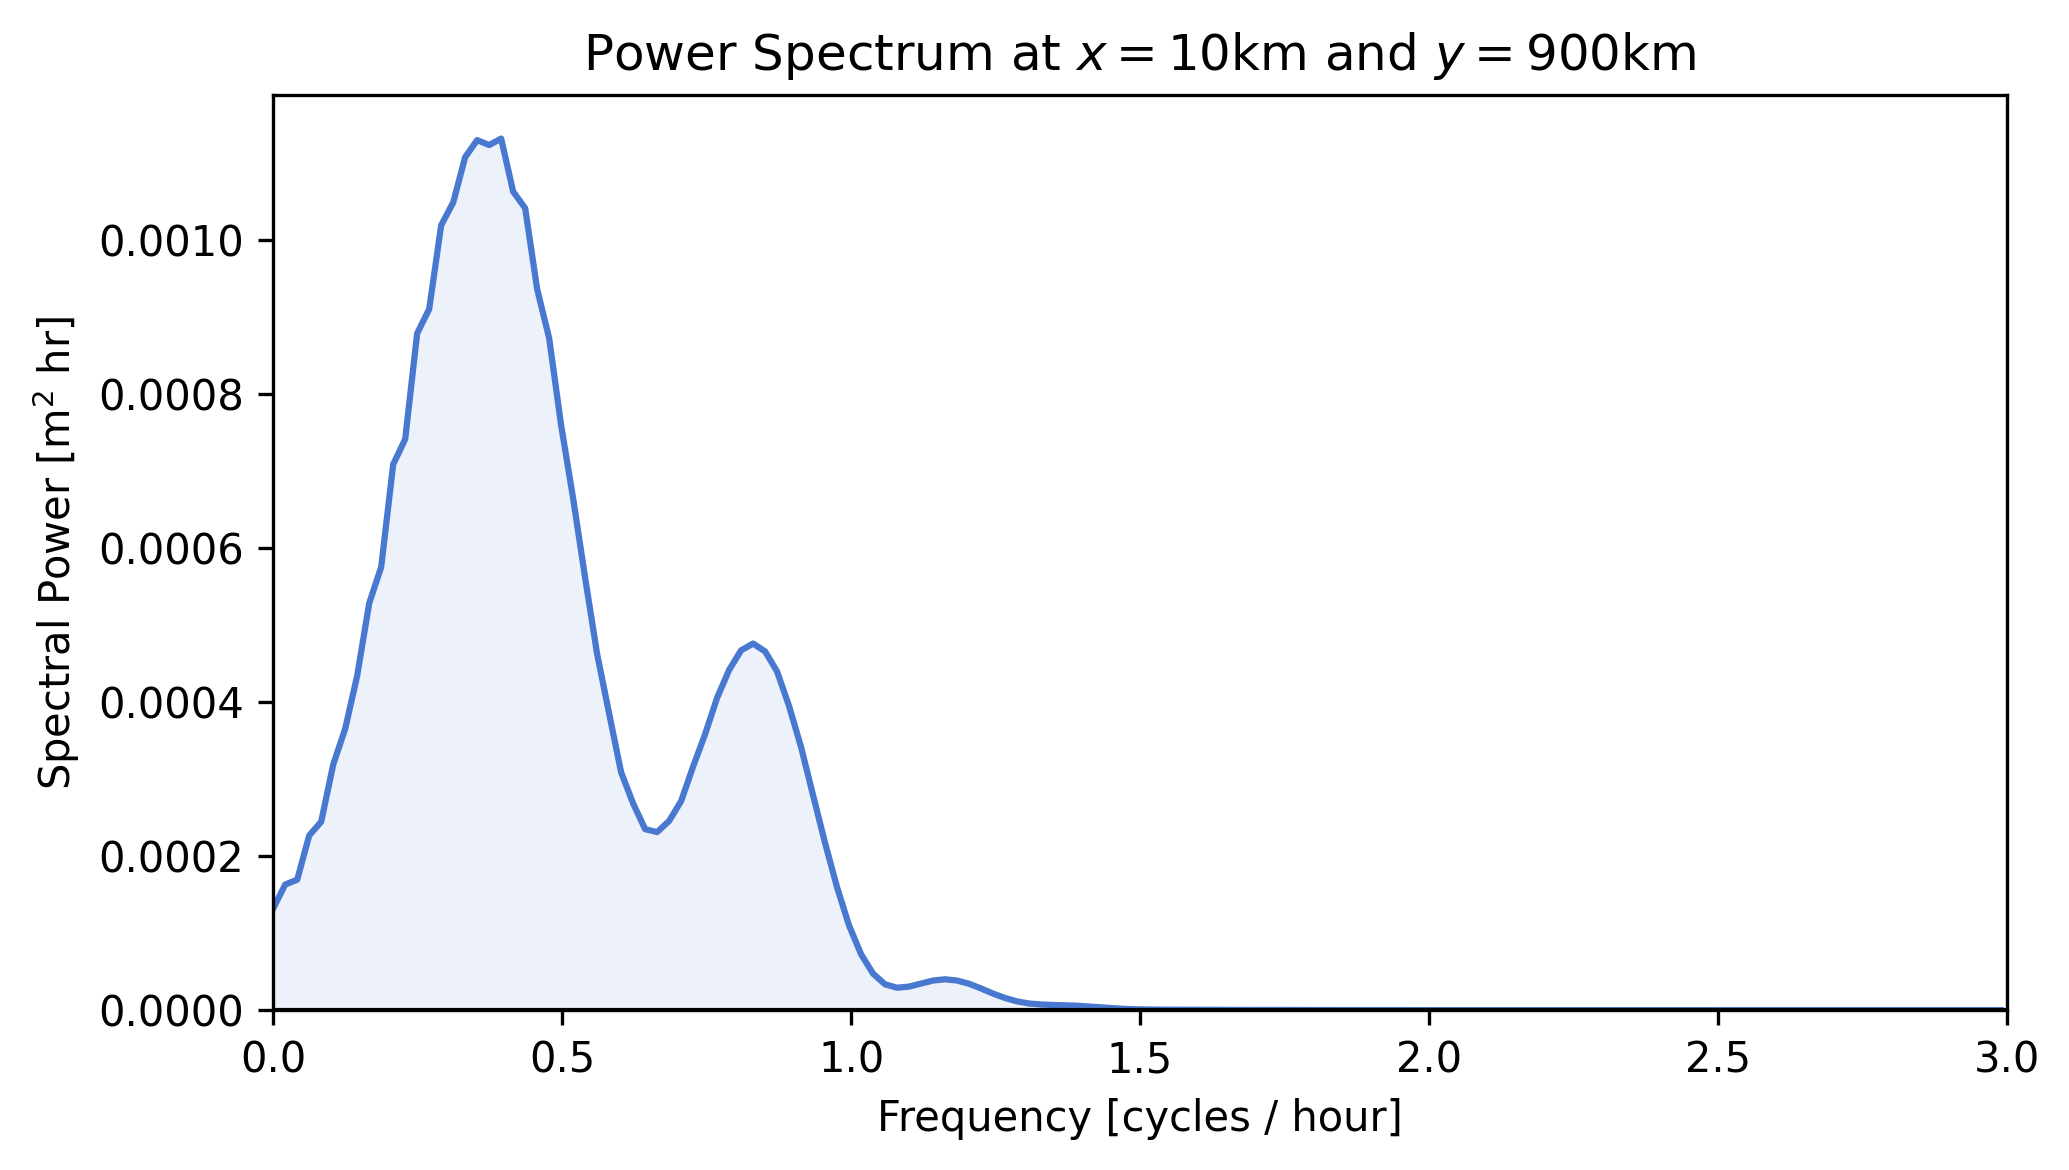 Power Spectrum at x = 10km and y = 900km
Spectral Power [m² hr]
0.0010
0.0008
0.0006
0.0004
0.0002
0.0000
0.0 0.5 1.0 1.5 2.0 2.5 3.0
Frequency [cycles / hour]